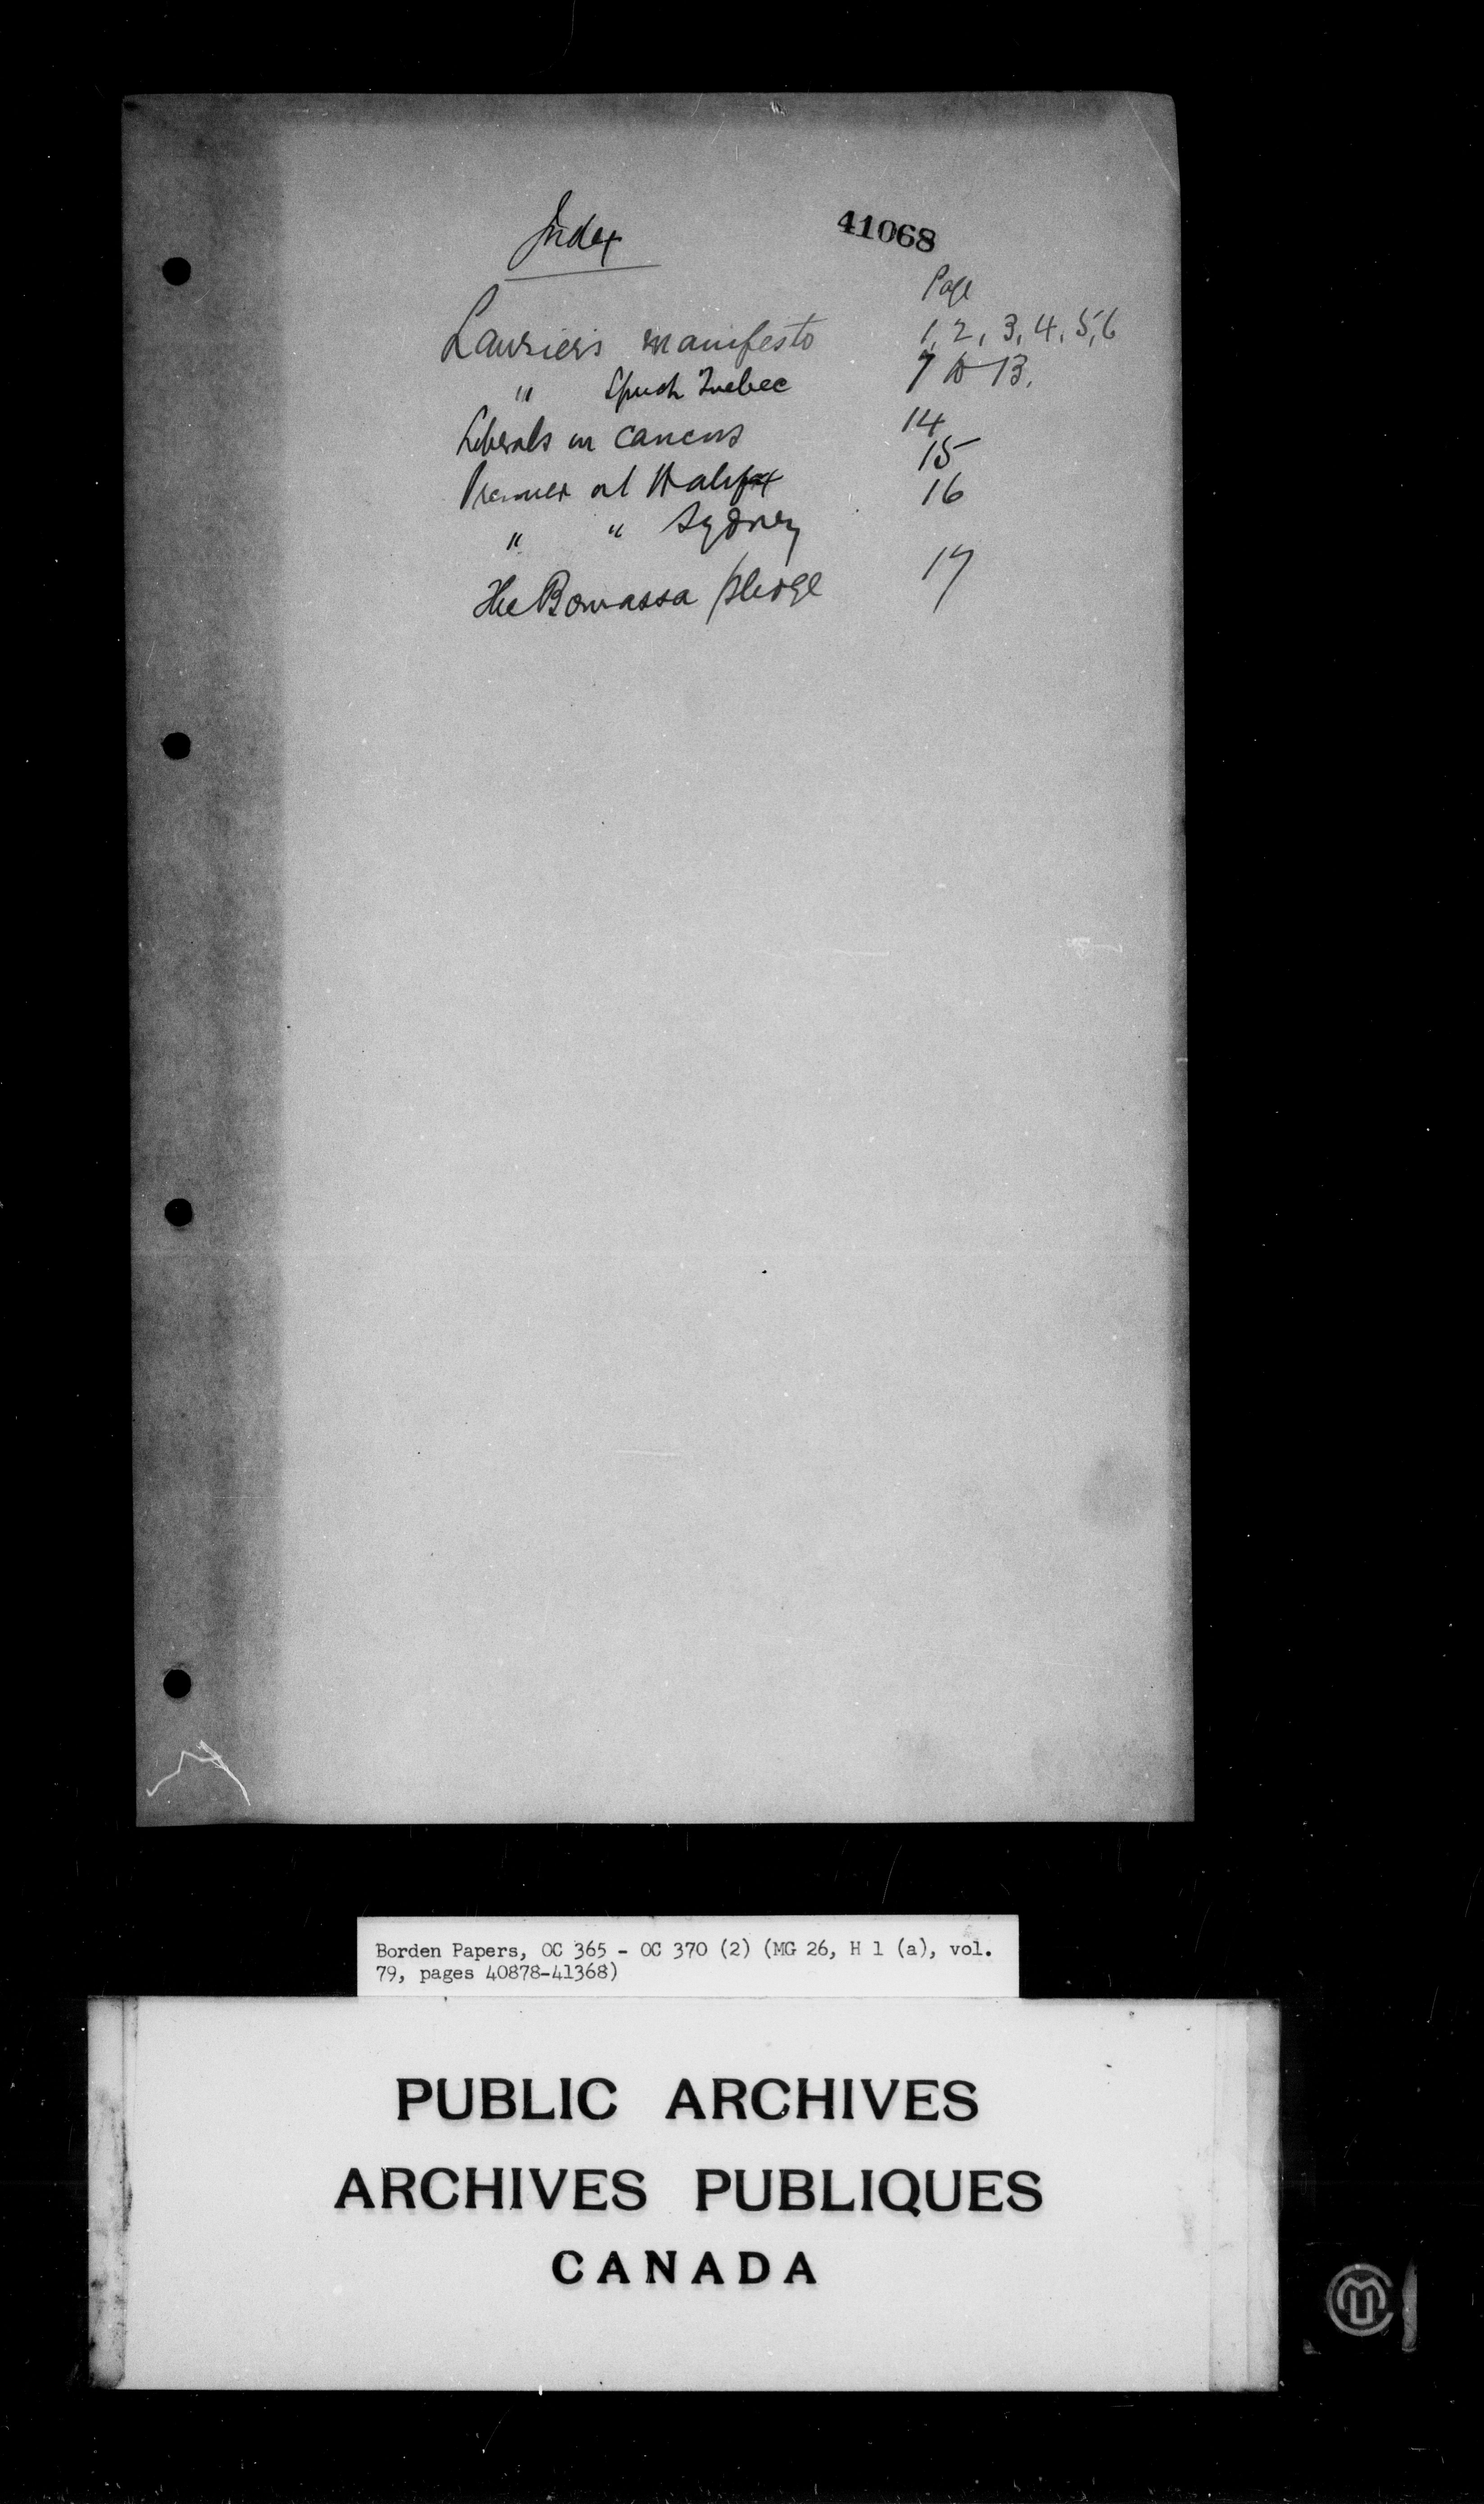 Index
41068
Page
Lauriers manifesto 1, 2, 3, 4, 5, 6
" Speech Quebec 7 to 13.
Liberals in caucus 14
Premier at Halifax 15
" " Sydney 16
The Bourassa pledge 17
Borden Papers, OC 365 - OC 370 (2) (MG 26, H 1 (a), vol.
79, pages 40878-41368)
PUBLIC ARCHIVES
ARCHIVES PUBLIQUES
CANADA